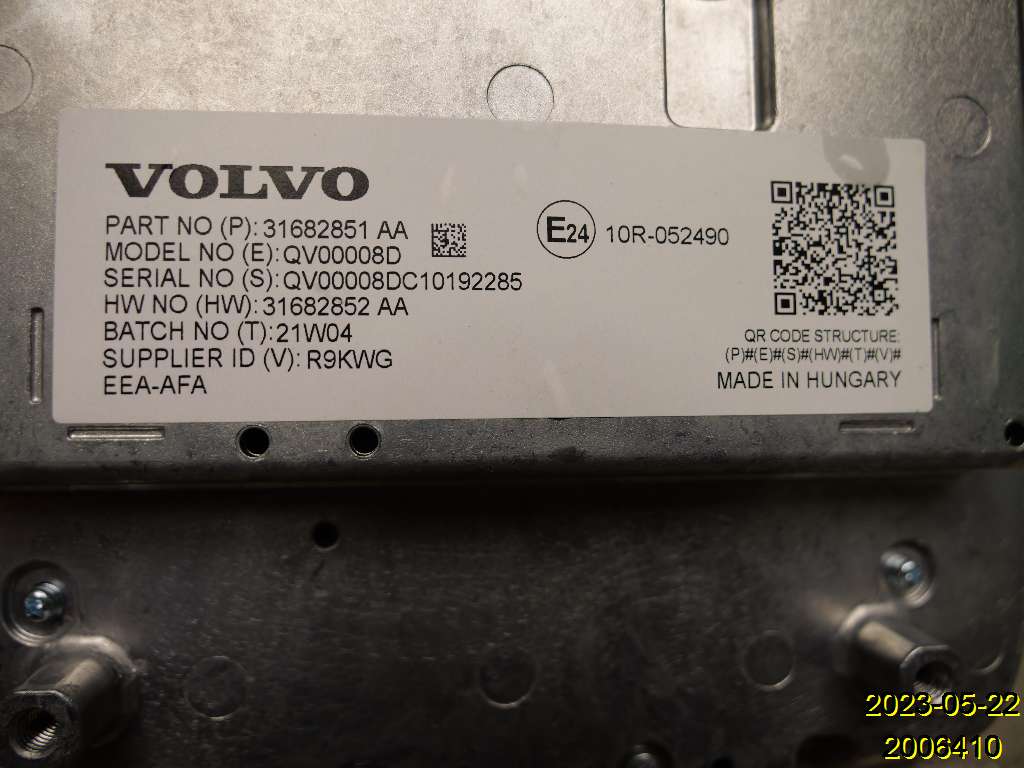 VOLVO
PART NO (P): 31682851 AA
MODEL NO (E): QV00008D
SERIAL NO (S): QV00008DC10192285
HW NO (HW): 31682852 AA
BATCH NO (T): 21W04
SUPPLIER ID (V): R9KWG
EEA-AFA
E24 10R-052490
QR CODE STRUCTURE:
(P)#(E)#(S)#(HW)#(T)#(V)#
MADE IN HUNGARY
2023-05-22
2006410